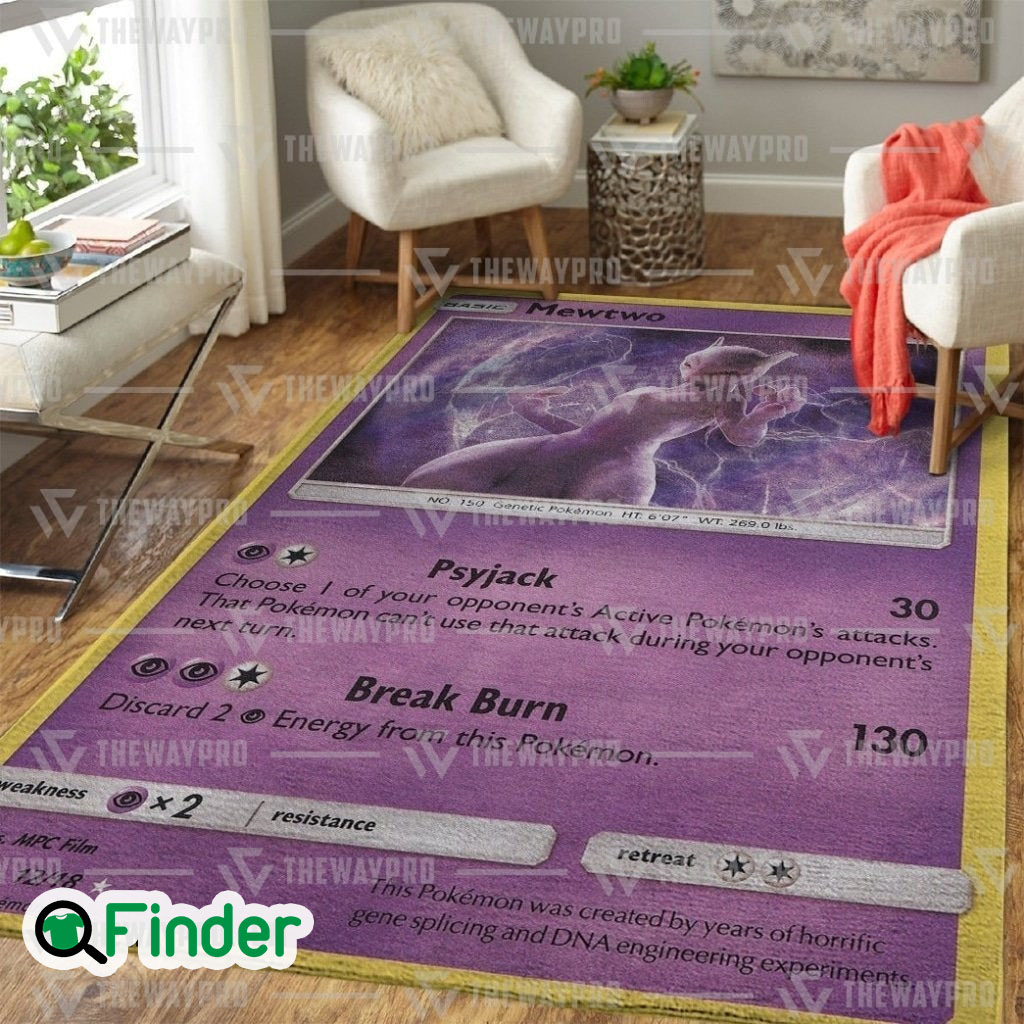 BASIC Mewtwo
NO. 150 Genetic Pokémon HT: 6'07" WT: 269.0 lbs.
Psyjack 30
Choose 1 of your opponent's Active Pokémon's attacks.
That Pokémon can't use that attack during your opponent's
next turn.
Break Burn 130
Discard 2 Energy from this Pokémon.
weakness ×2 resistance
retreat
MPC Film
12/18
This Pokémon was created by years of horrific
gene splicing and DNA engineering experiments.
Finder
THEWAYPRO